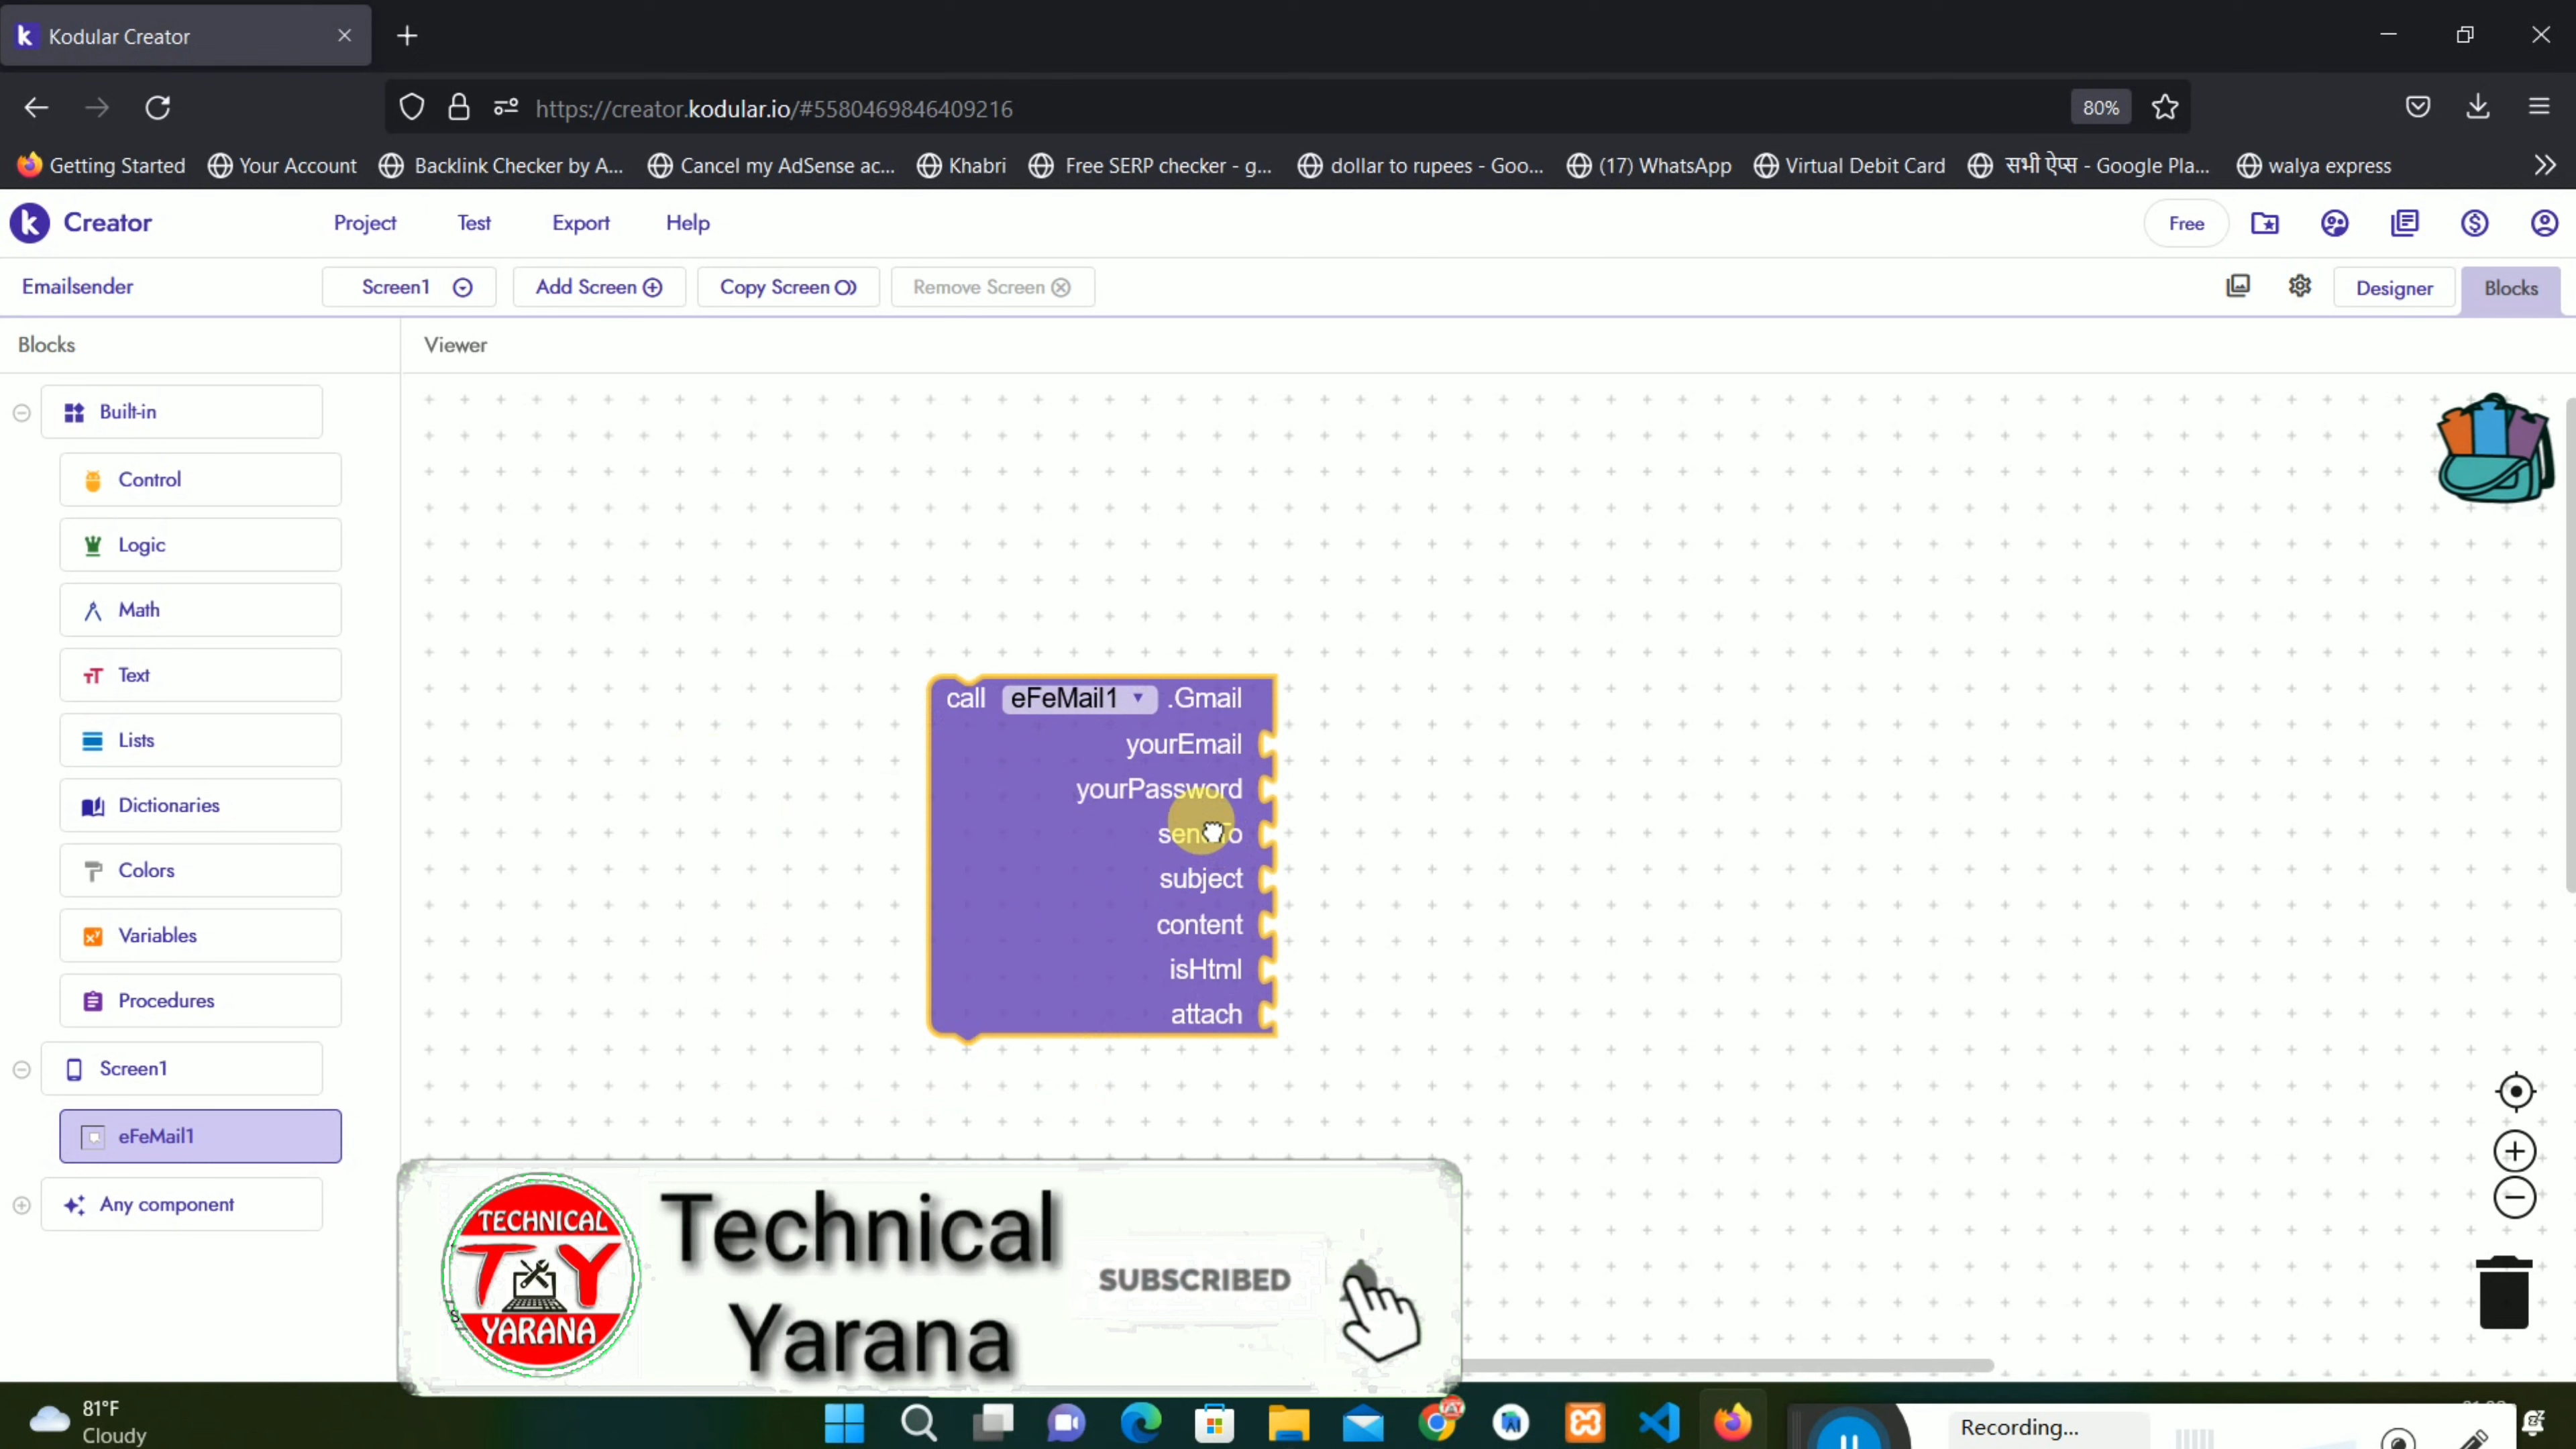 Kodular Creator
https://creator.kodular.io/#5580469846409216
80%
Getting Started
Your Account
Backlink Checker by A...
Cancel my AdSense ac...
Khabri
Free SERP checker - g...
dollar to rupees - Goo...
(17) WhatsApp
Virtual Debit Card
सभी ऐप्स - Google Pla...
walya express
Creator
Project
Test
Export
Help
Free
Emailsender
Screen1
Add Screen
Copy Screen
Remove Screen
Designer
Blocks
Blocks
Viewer
Built-in
Control
Logic
Math
Text
Lists
Dictionaries
Colors
Variables
Procedures
Screen1
eFeMail1
Any component
call eFeMail1 .Gmail
yourEmail
yourPassword
sendTo
subject
content
isHtml
attach
TECHNICAL
TY
YARANA
Technical
Yarana
SUBSCRIBED
81°F
Cloudy
Recording...